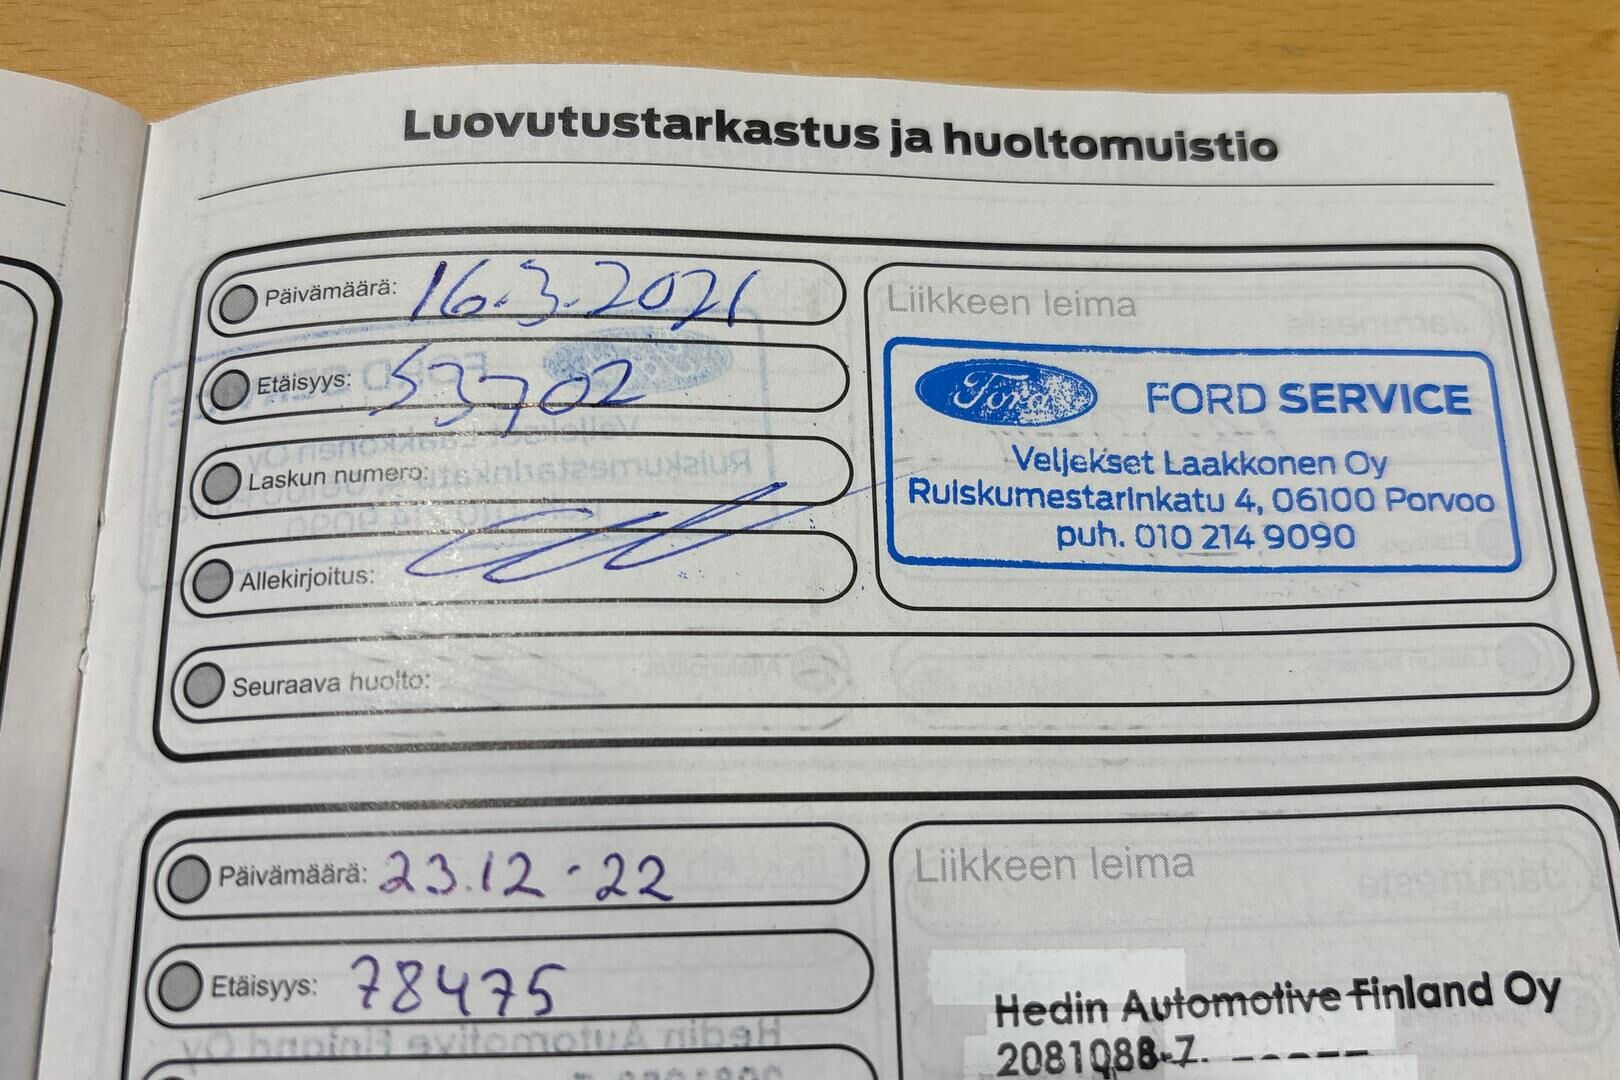 Luovutustarkastus ja huoltomuistio
Päivämäärä: 16.3.2021
Etäisyys: 53702
Laskun numero:
Allekirjoitus:
Seuraava huolto:
Liikkeen leima
Ford FORD SERVICE
Veljekset Laakkonen Oy
Ruiskumestarinkatu 4, 06100 Porvoo
puh. 010 214 9090
Päivämäärä: 23.12.22
Etäisyys: 78475
Liikkeen leima
Hedin Automotive Finland Oy
2081088-7